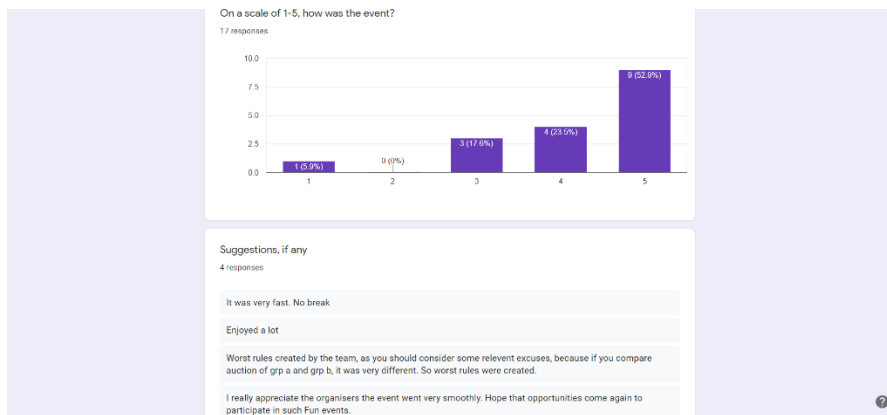 On a scale of 1-5, how was the event?
17 responses
10.0
7.5
5.0
2.5
0.0
1 (5.9%)
0 (0%)
3 (17.6%)
4 (23.5%)
9 (52.9%)
1
2
3
4
5
Suggestions, if any
4 responses
It was very fast. No break
Enjoyed a lot
Worst rules created by the team, as you should consider some relevent excuses, because if you compare
auction of grp a and grp b, it was very different. So worst rules were created.
I really appreciate the organisers the event went very smoothly. Hope that opportunities come again to
participate in such Fun events.
?